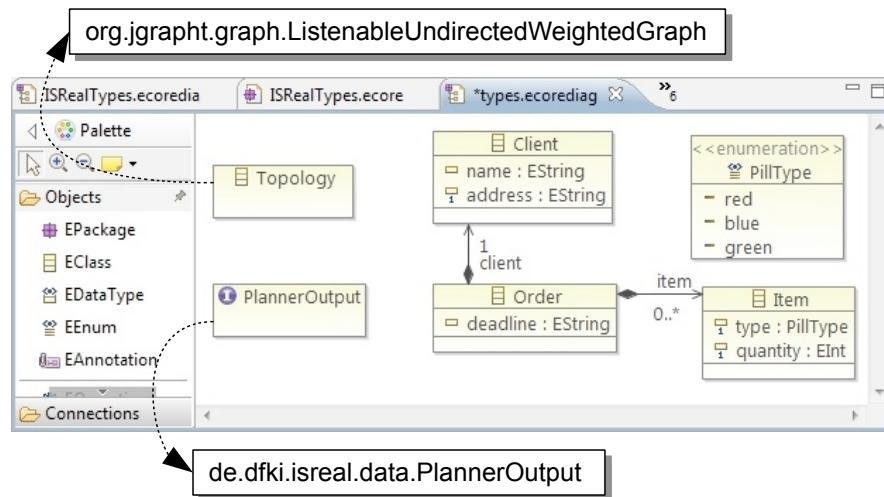 org.jgrapht.graph.ListenableUndirectedWeightedGraph
ISRealTypes.ecoredia
ISRealTypes.ecore
*types.ecorediag
»6
Palette
Objects
EPackage
EClass
EDataType
EEnum
EAnnotation
Connections
Topology
PlannerOutput
Client
name : EString
address : EString
1
client
Order
deadline : EString
item
0..*
<<enumeration>>
PillType
red
blue
green
Item
type : PillType
quantity : EInt
de.dfki.isreal.data.PlannerOutput